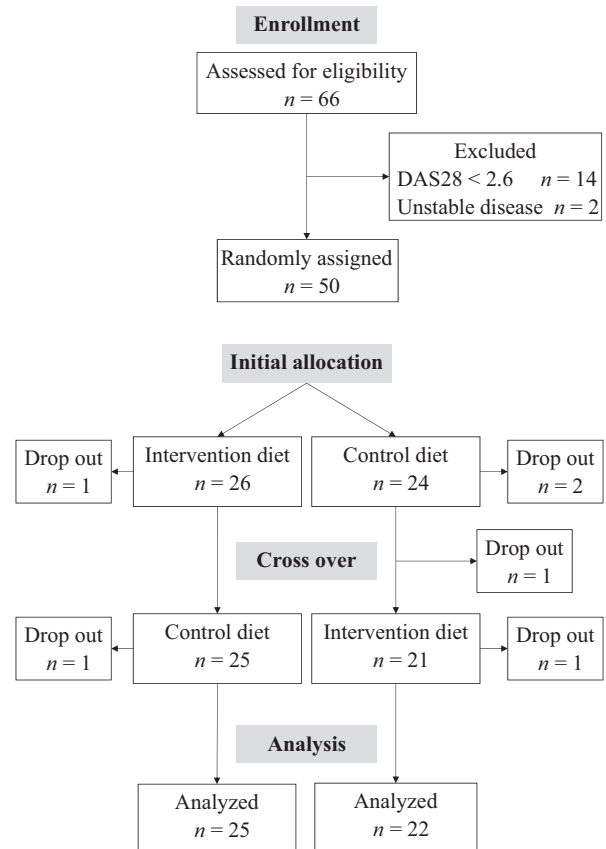 Enrollment
Assessed for eligibility
n = 66
Excluded
DAS28 < 2.6 n = 14
Unstable disease n = 2
Randomly assigned
n = 50
Initial allocation
Drop out
n = 1
Intervention diet
n = 26
Control diet
n = 24
Drop out
n = 2
Cross over
Drop out
n = 1
Drop out
n = 1
Control diet
n = 25
Intervention diet
n = 21
Drop out
n = 1
Analysis
Analyzed
n = 25
Analyzed
n = 22